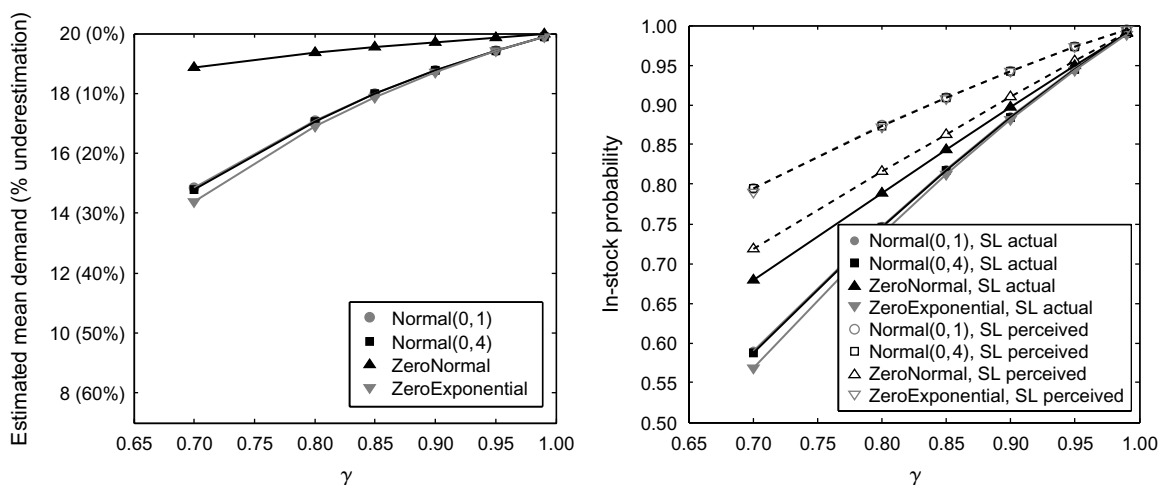 Estimated mean demand (% underestimation)
20 (0%)
18 (10%)
16 (20%)
14 (30%)
12 (40%)
10 (50%)
8 (60%)
0.65
0.70
0.75
0.80
0.85
0.90
0.95
1.00
γ
Normal(0, 1)
Normal(0, 4)
ZeroNormal
ZeroExponential
In-stock probability
1.00
0.95
0.90
0.85
0.80
0.75
0.70
0.65
0.60
0.55
0.50
0.65
0.70
0.75
0.80
0.85
0.90
0.95
1.00
γ
Normal(0, 1), SL actual
Normal(0, 4), SL actual
ZeroNormal, SL actual
ZeroExponential, SL actual
Normal(0, 1), SL perceived
Normal(0, 4), SL perceived
ZeroNormal, SL perceived
ZeroExponential, SL perceived